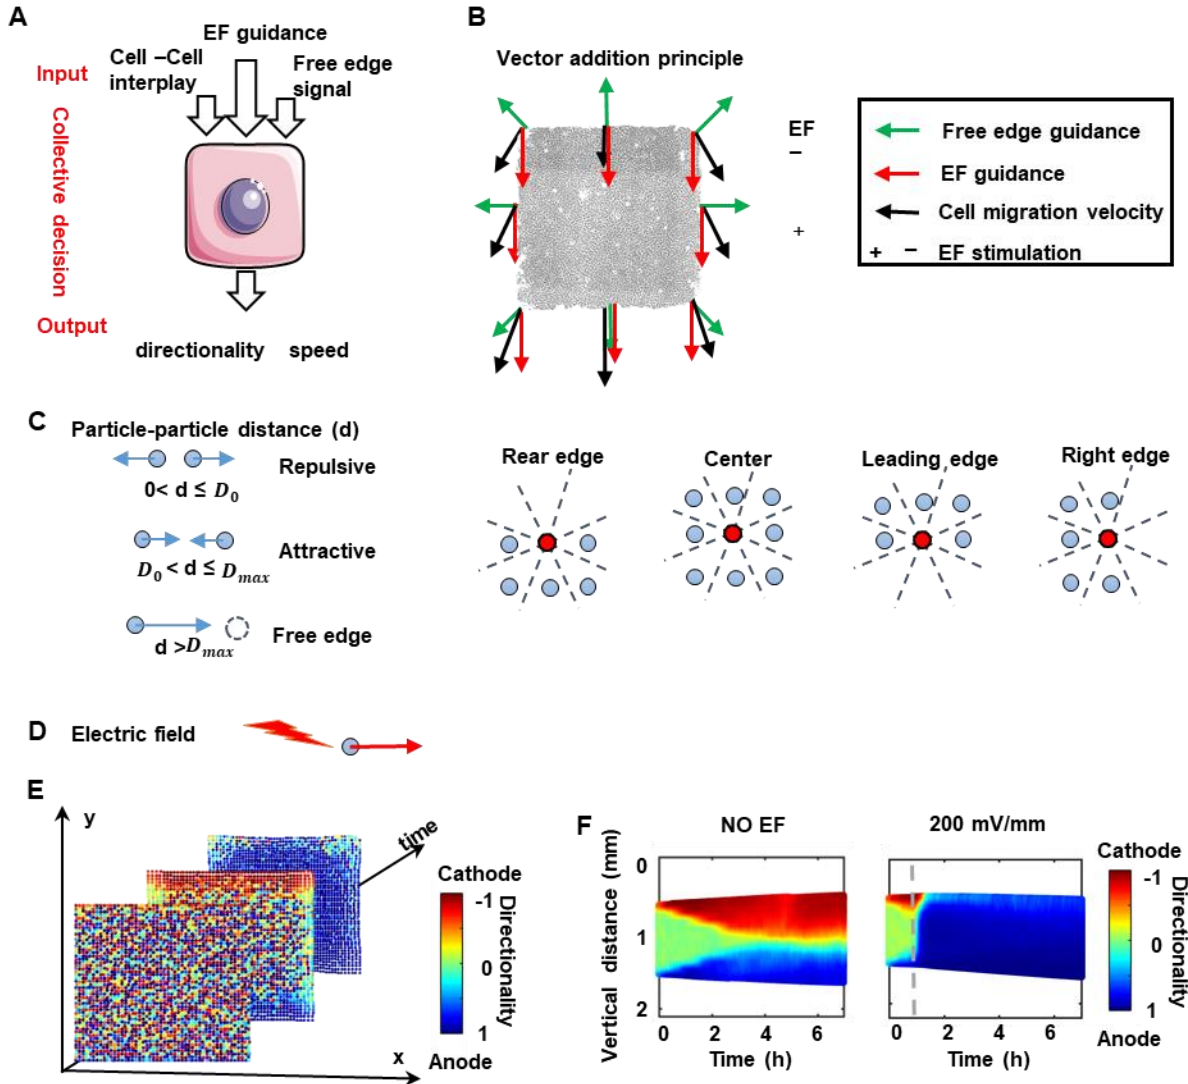 A
EF guidance
Cell –Cell
interplay
Free edge
signal
Input
Collective decision
Output
directionality speed
B
Vector addition principle
EF
–
+
Free edge guidance
EF guidance
Cell migration velocity
+ – EF stimulation
C
Particle-particle distance (d)
Repulsive
0< d ≤ D₀
Attractive
D₀ < d ≤ Dₘₐₓ
Free edge
d >Dₘₐₓ
Rear edge
Center
Leading edge
Right edge
D
Electric field
E
y
time
x
Cathode
-1
0
1
Directionality
Anode
F
NO EF
200 mV/mm
Vertical distance (mm)
0
1
2
0 2 4 6
Time (h)
0 2 4 6
Time (h)
Cathode
-1
0
1
Directionality
Anode